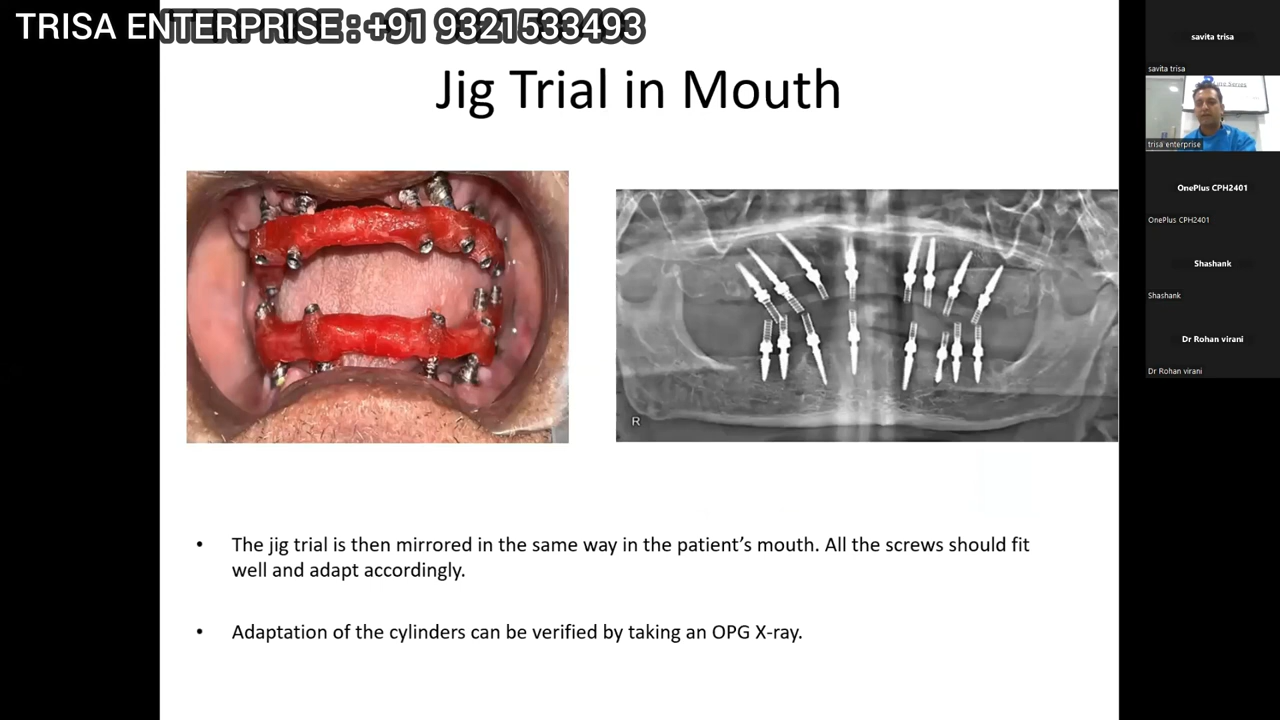 TRISA ENTERPRISE : +91 9321533493
Jig Trial in Mouth
R
• The jig trial is then mirrored in the same way in the patient’s mouth. All the screws should fit
well and adapt accordingly.
• Adaptation of the cylinders can be verified by taking an OPG X-ray.
savita trisa
savita trisa
trisa enterprise
OnePlus CPH2401
OnePlus CPH2401
Shashank
Shashank
Dr Rohan virani
Dr Rohan virani